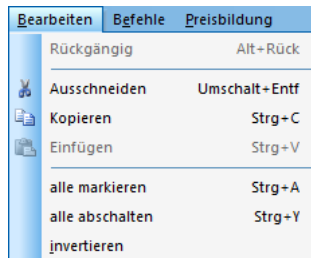 Bearbeiten Befehle Preisbildung
Rückgängig Alt+Rück
Ausschneiden Umschalt+Entf
Kopieren Strg+C
Einfügen Strg+V
alle markieren Strg+A
alle abschalten Strg+Y
invertieren